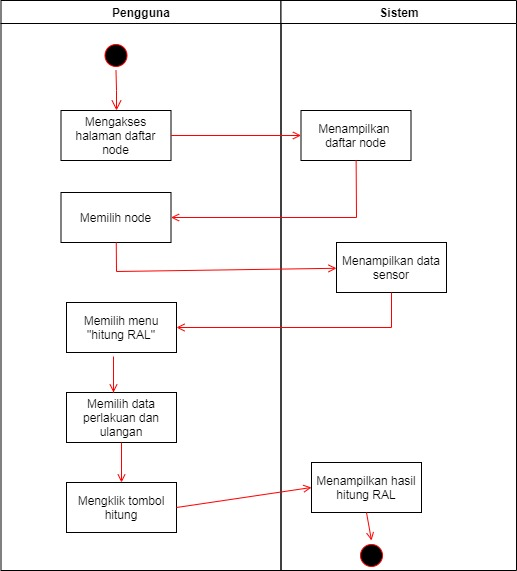 Pengguna
Sistem
Mengakses
halaman daftar
node
Menampilkan
daftar node
Memilih node
Menampilkan data
sensor
Memilih menu
"hitung RAL"
Memilih data
perlakuan dan
ulangan
Mengklik tombol
hitung
Menampilkan hasil
hitung RAL